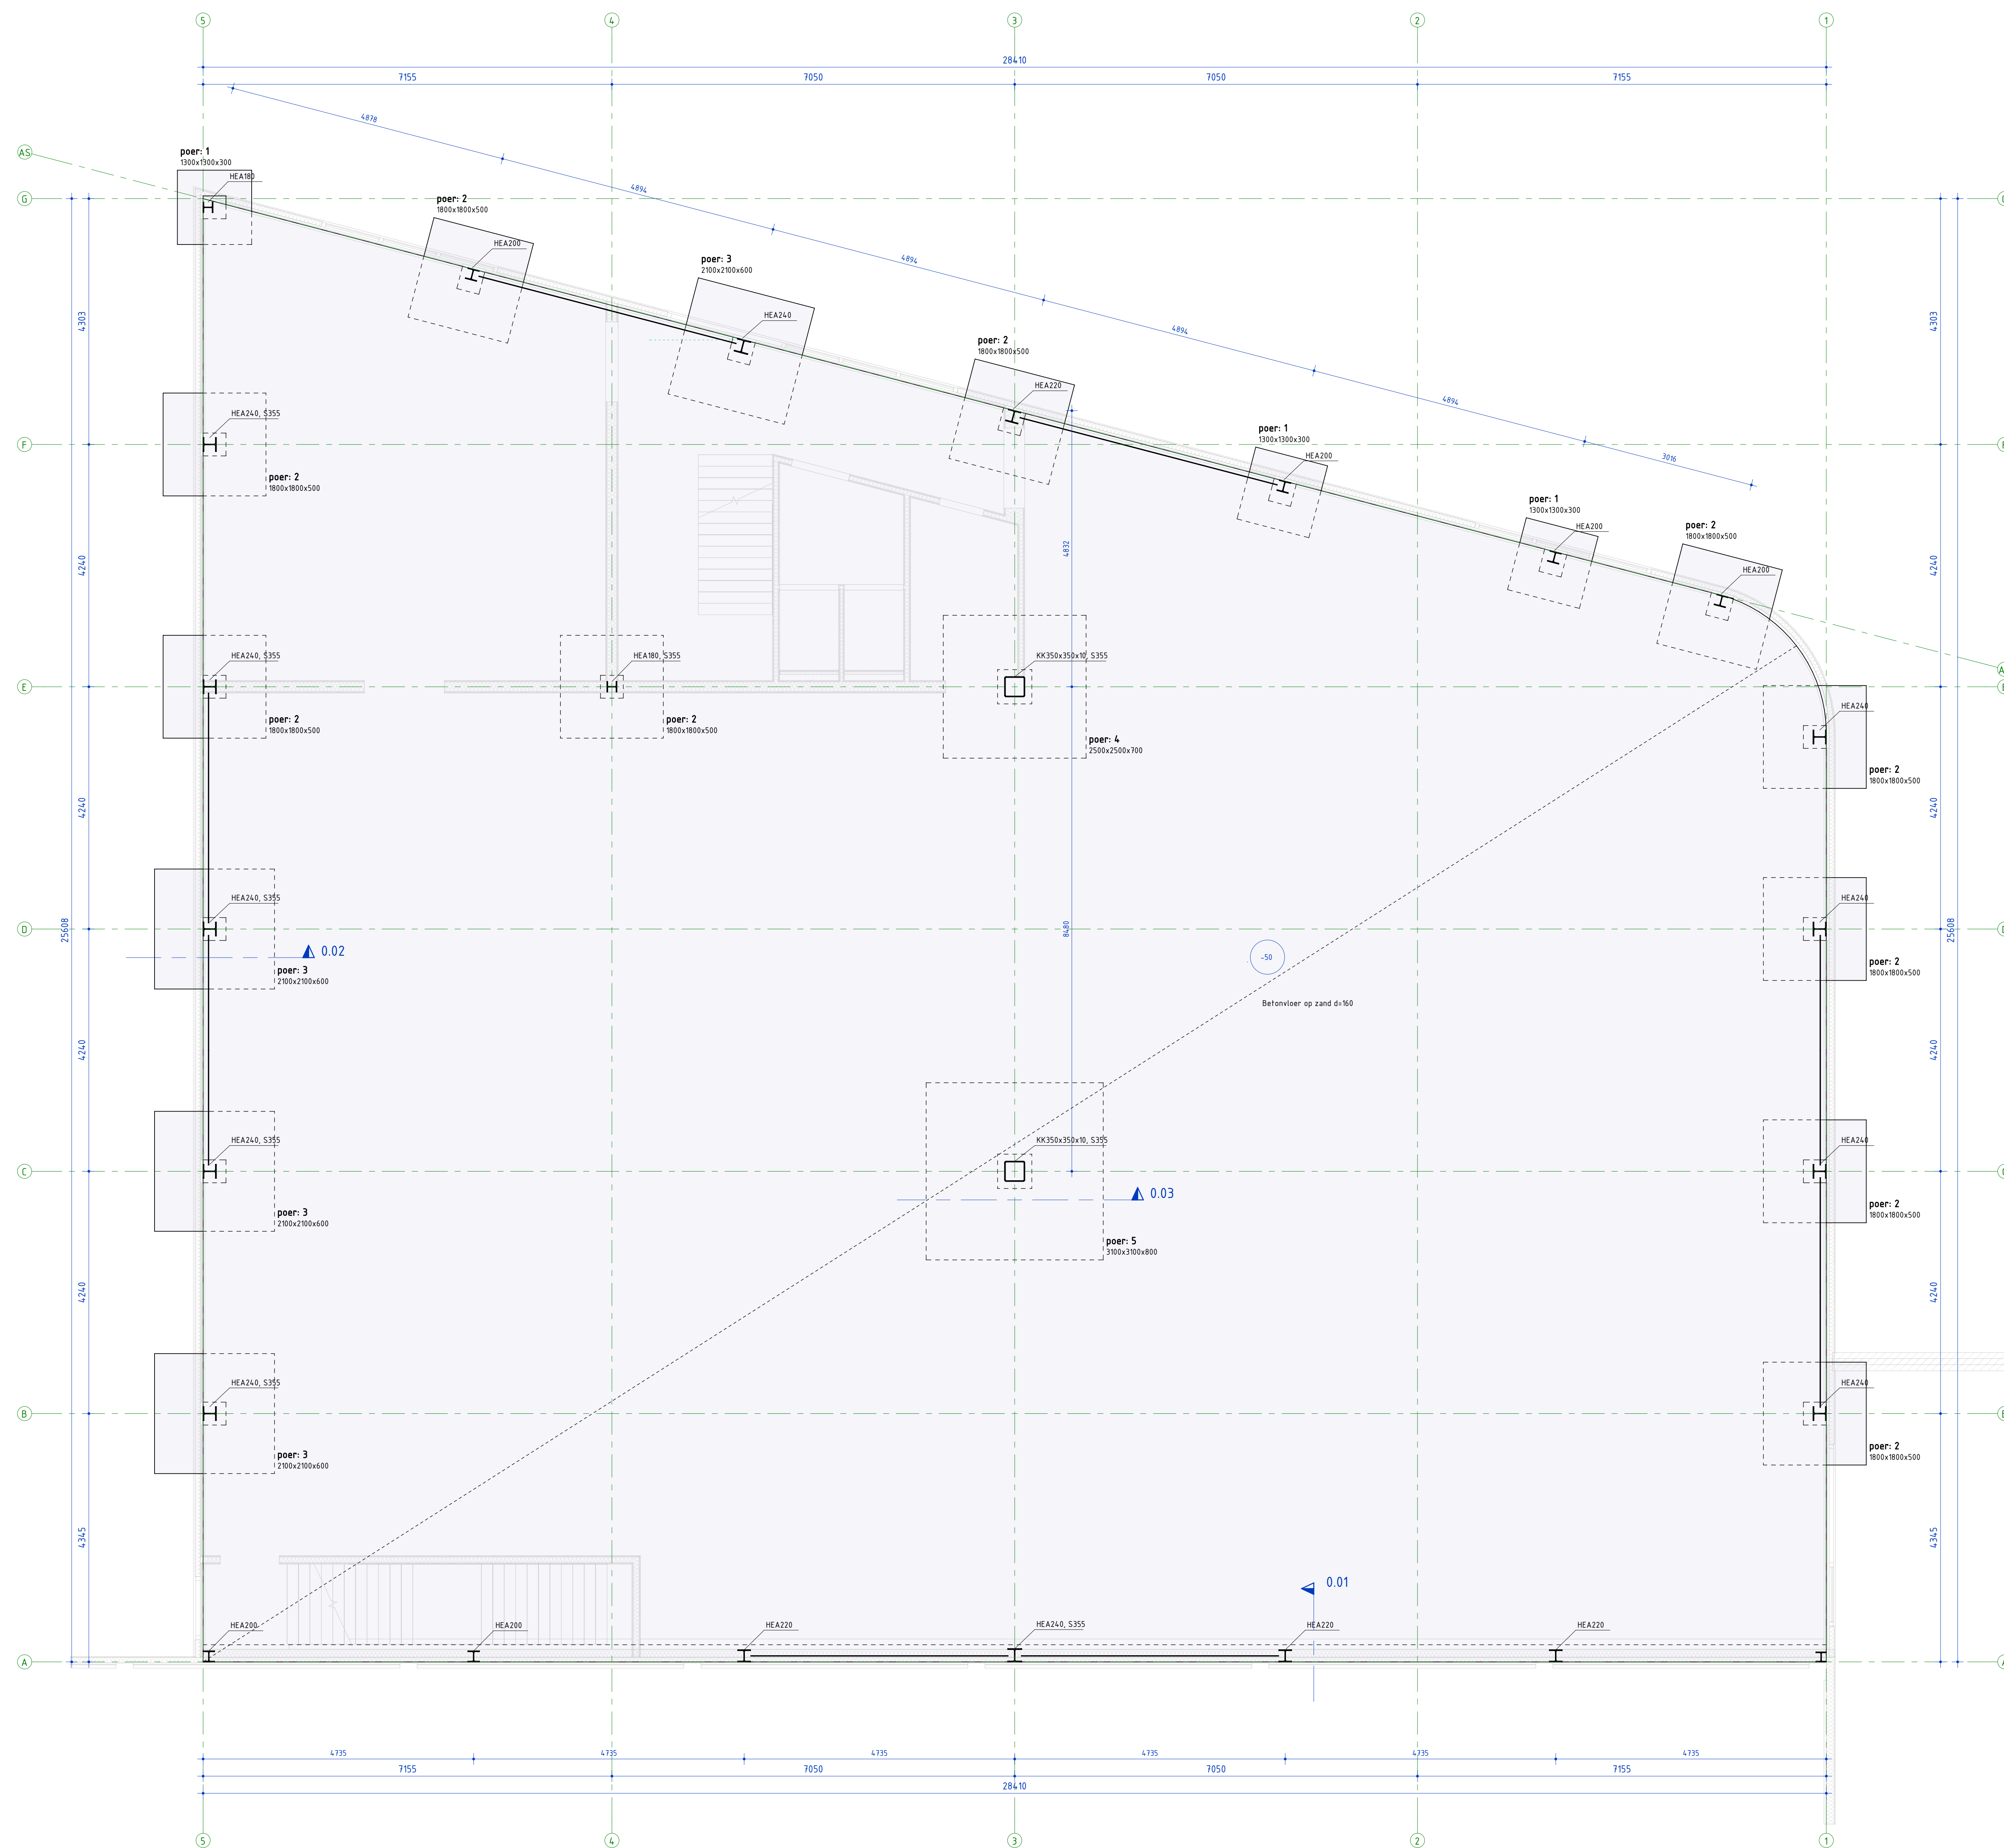 5
4
3
2
1
28410
7155
7050
7050
7155
4878
AS
poer: 1
1300x1300x300
HEA180
4894
G
poer: 2
1800x1800x500
HEA200
4894
poer: 3
2100x2100x600
4303
4303
HEA240
4894
poer: 2
1800x1800x500
HEA220
4894
HEA240, S355
F
poer: 1
1300x1300x300
HEA200
3016
poer: 2
1800x1800x500
poer: 1
1300x1300x300
HEA200
poer: 2
1800x1800x500
4240
4832
4240
HEA200
HEA240, S355
HEA180, S355
KK350x350x10, S355
E
HEA240
poer: 2
1800x1800x500
poer: 2
1800x1800x500
poer: 4
2500x2500x700
poer: 2
1800x1800x500
4240
4240
HEA240, S355
HEA240
25608
D
8480
25608
0.02
-50
poer: 2
1800x1800x500
poer: 3
2100x2100x600
Betonvloer op zand d=160
4240
4240
HEA240, S355
KK350x350x10, S355
HEA240
C
0.03
poer: 2
1800x1800x500
poer: 3
2100x2100x600
poer: 5
3100x3100x800
4240
4240
HEA240, S355
HEA240
B
poer: 2
1800x1800x500
poer: 3
2100x2100x600
4345
4345
0.01
HEA200
HEA200
HEA220
HEA240, S355
HEA220
HEA220
A
4735
4735
4735
4735
4735
4735
7155
7050
7050
7155
28410
5
4
3
2
1